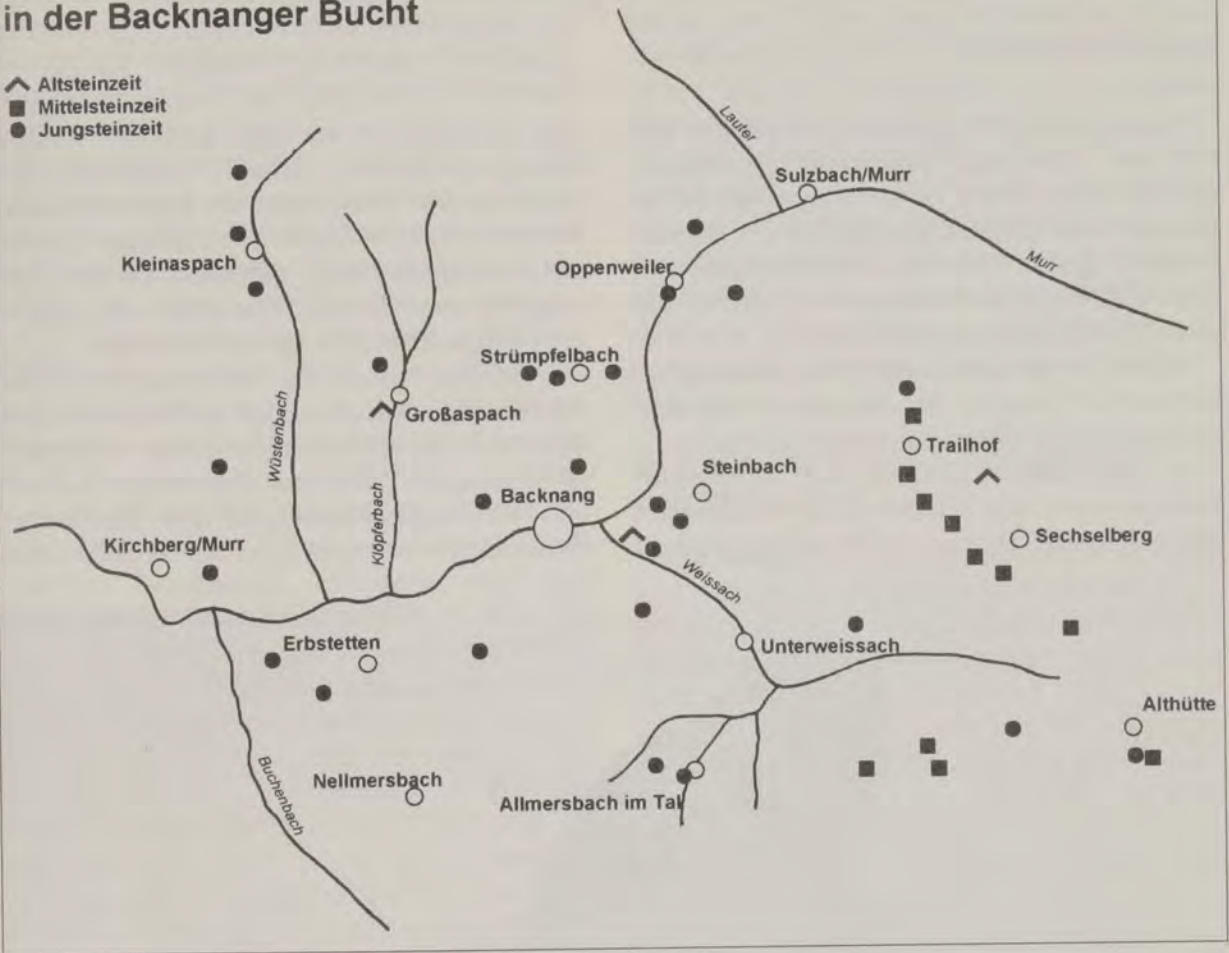 in der Backnanger Bucht
Altsteinzeit
Mittelsteinzeit
Jungsteinzeit
Lauter
Sulzbach/Murr
Murr
Oppenweiler
Kleinaspach
Strümpfelbach
Großaspach
Wüstenbach
Klöpferbach
Trailhof
Steinbach
Backnang
Sechselberg
Kirchberg/Murr
Weissach
Erbstetten
Unterweissach
Althütte
Buchenbach
Nellmersbach
Allmersbach im Tal